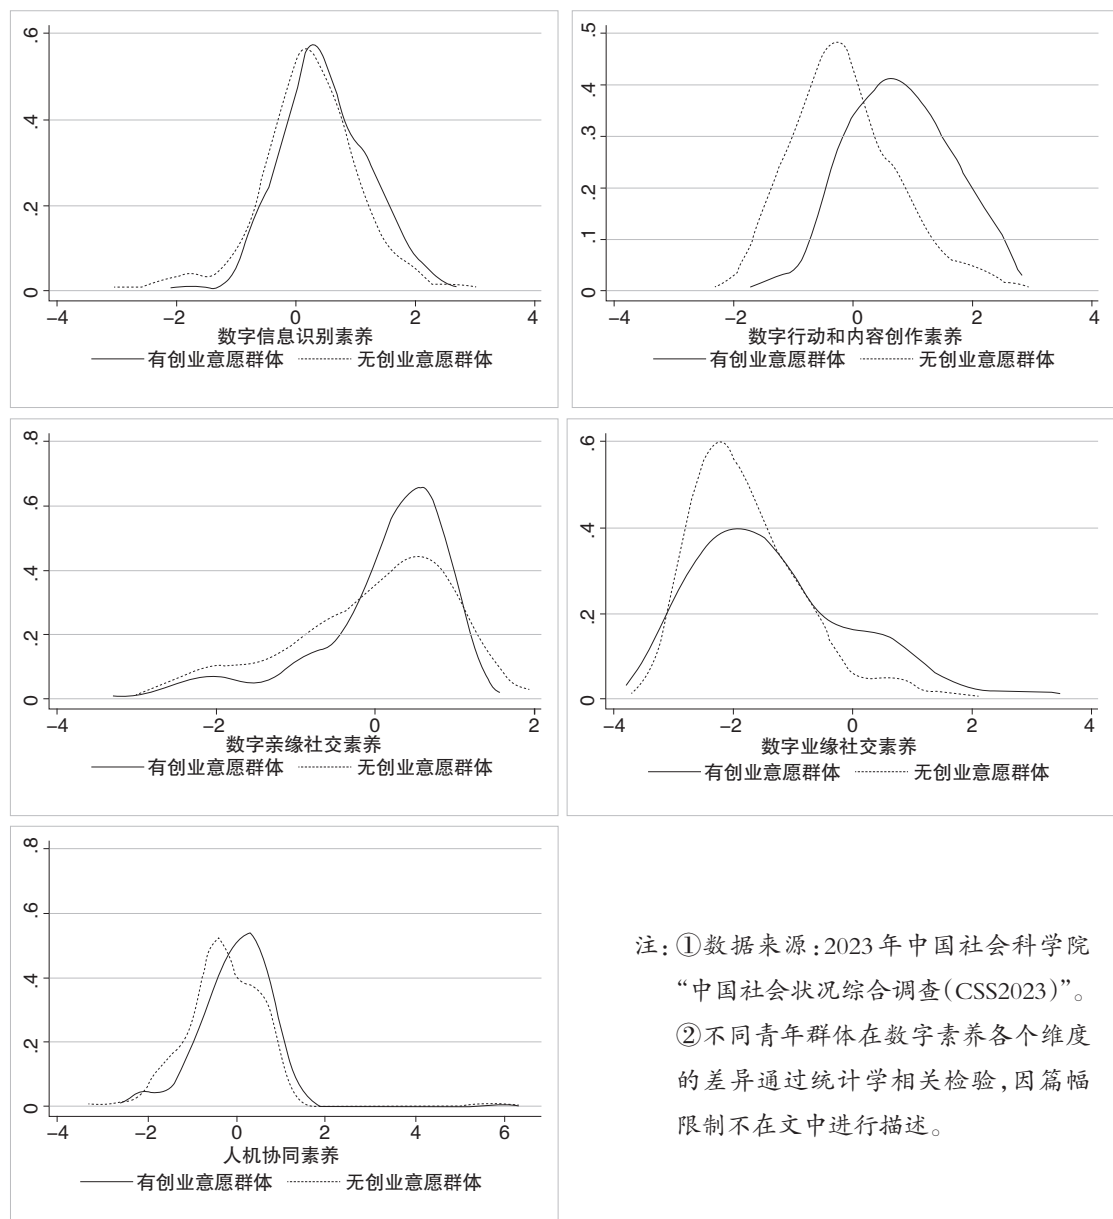 .6
.4
.2
0
−4
−2
0
2
4
数字信息识别素养
有创业意愿群体
无创业意愿群体
.5
.4
.3
.2
.1
0
−4
−2
0
2
4
数字行动和内容创作素养
有创业意愿群体
无创业意愿群体
.8
.6
.4
.2
0
−4
−2
0
2
数字亲缘社交素养
有创业意愿群体
无创业意愿群体
.6
.4
.2
0
−4
−2
0
2
4
数字业缘社交素养
有创业意愿群体
无创业意愿群体
.8
.6
.4
.2
0
−4
−2
0
2
4
6
人机协同素养
有创业意愿群体
无创业意愿群体
注：①数据来源：2023年中国社会科学院
“中国社会状况综合调查(CSS2023)”。
②不同青年群体在数字素养各个维度
的差异通过统计学相关检验，因篇幅
限制不在文中进行描述。